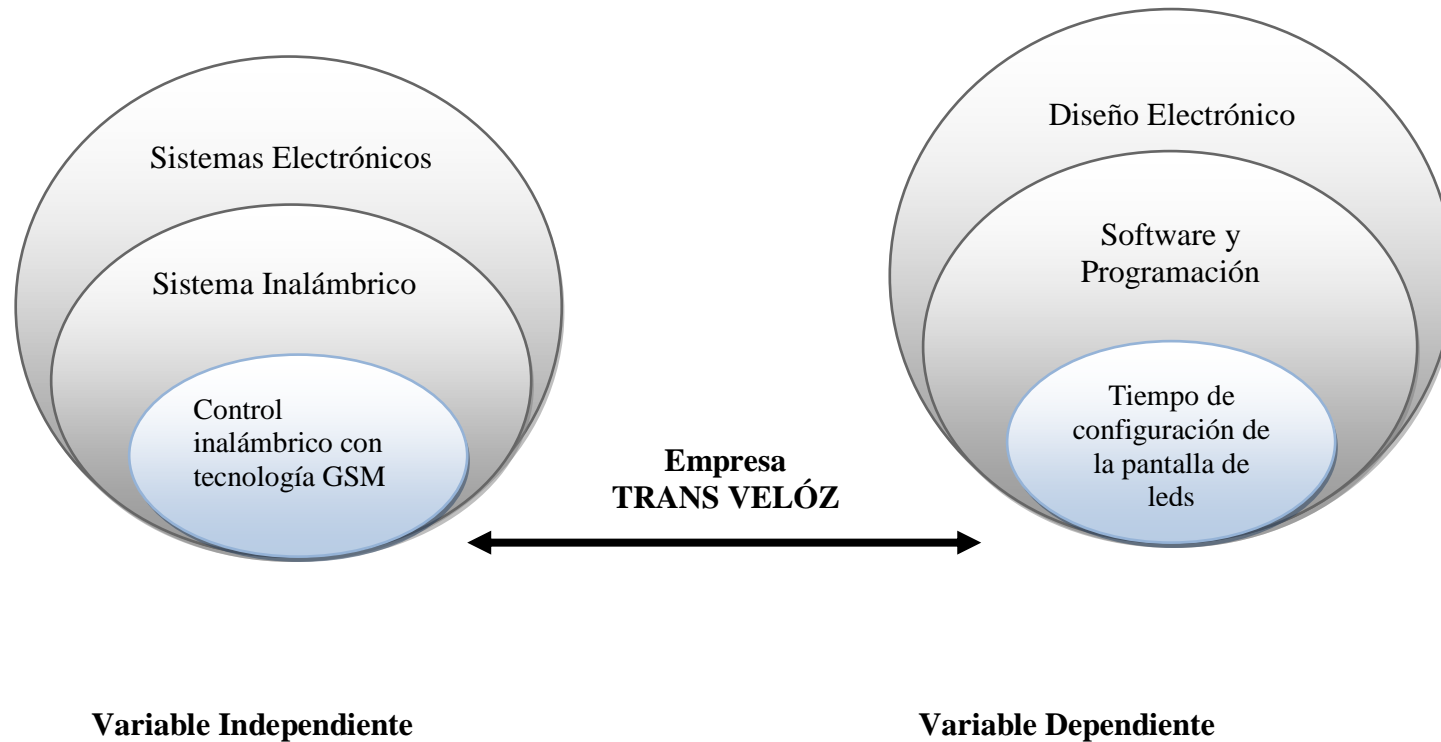 Sistemas Electrónicos
Sistema Inalámbrico
Control
inalámbrico con
tecnología GSM
Empresa
TRANS VELÓZ
Diseño Electrónico
Software y
Programación
Tiempo de
configuración de
la pantalla de
leds
Variable Independiente
Variable Dependiente